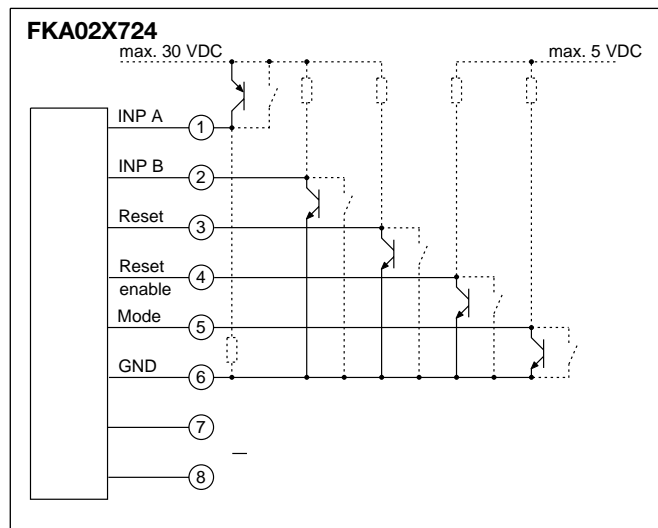 FKA02X724
max. 30 VDC
max. 5 VDC
INP A
1
INP B
2
Reset
3
Reset
enable
4
Mode
5
GND
6
7
8